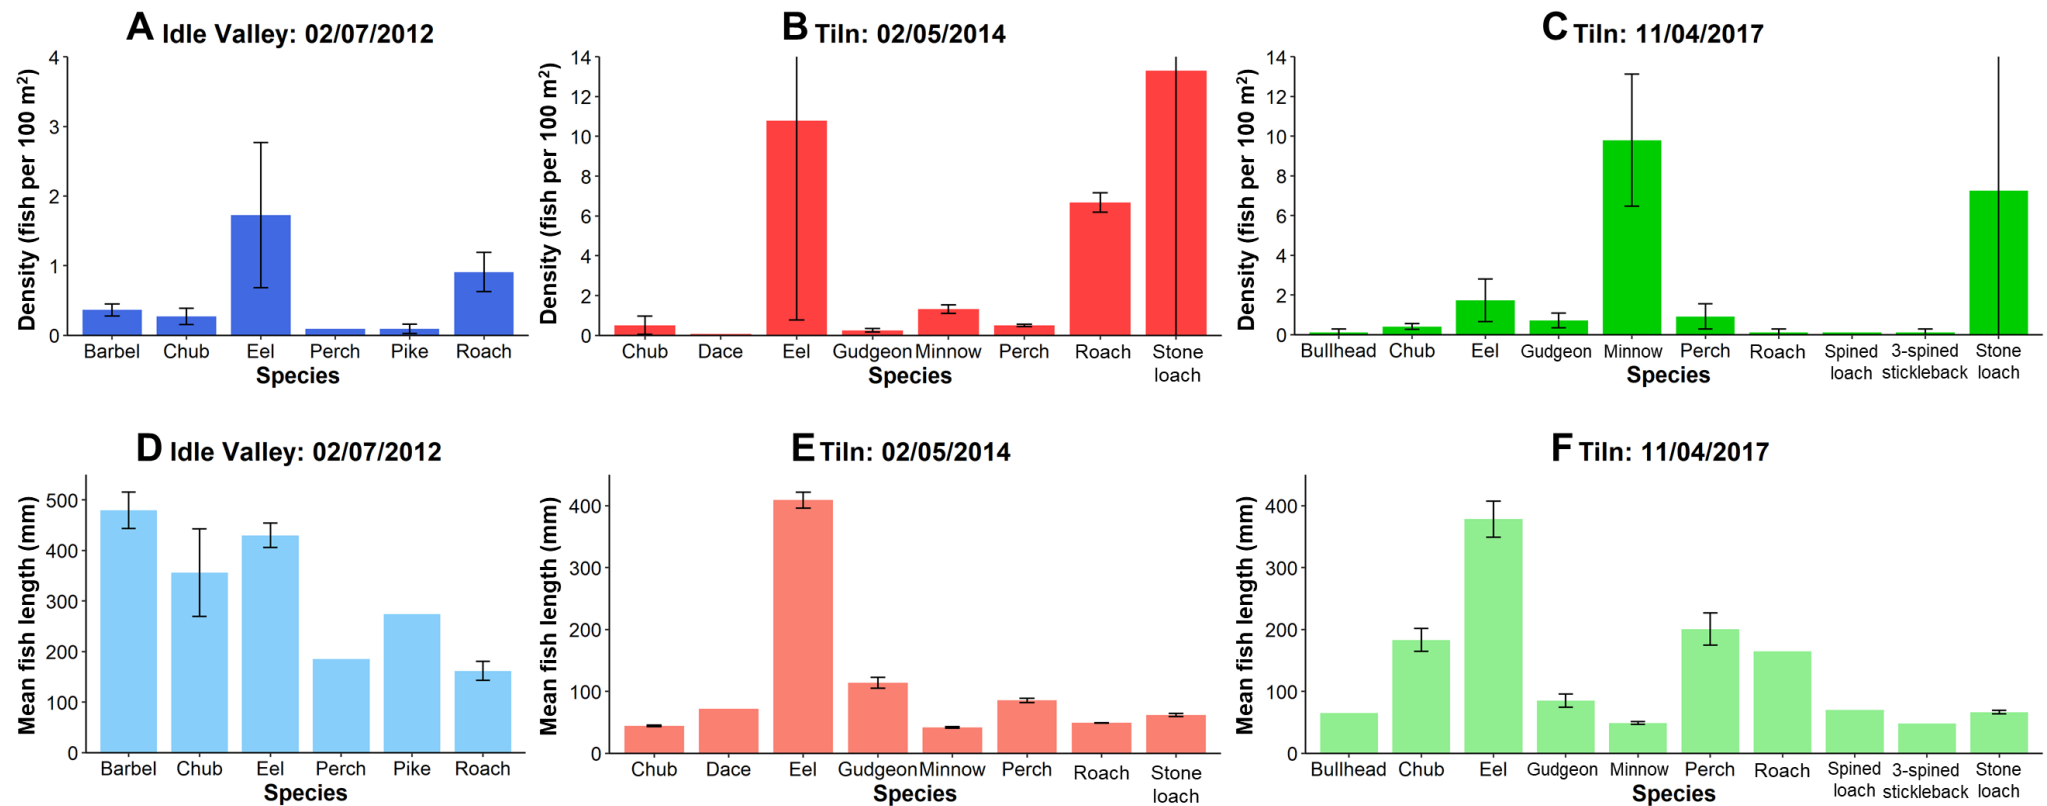 A Idle Valley: 02/07/2012
Density (fish per 100 m²)
4
3
2
1
0
Barbel Chub Eel Perch Pike Roach
Species
B Tiln: 02/05/2014
Density (fish per 100 m²)
14
12
10
8
6
4
2
0
Chub Dace Eel Gudgeon Minnow Perch Roach Stone
loach
Species
C Tiln: 11/04/2017
Density (fish per 100 m²)
14
12
10
8
6
4
2
0
Bullhead Chub Eel Gudgeon Minnow Perch Roach Spined 3-spined Stone
loach stickleback loach
Species
D Idle Valley: 02/07/2012
Mean fish length (mm)
500
400
300
200
100
0
Barbel Chub Eel Perch Pike Roach
Species
E Tiln: 02/05/2014
Mean fish length (mm)
400
300
200
100
0
Chub Dace Eel Gudgeon Minnow Perch Roach Stone
loach
Species
F Tiln: 11/04/2017
Mean fish length (mm)
400
300
200
100
0
Bullhead Chub Eel Gudgeon Minnow Perch Roach Spined 3-spined Stone
loach stickleback loach
Species